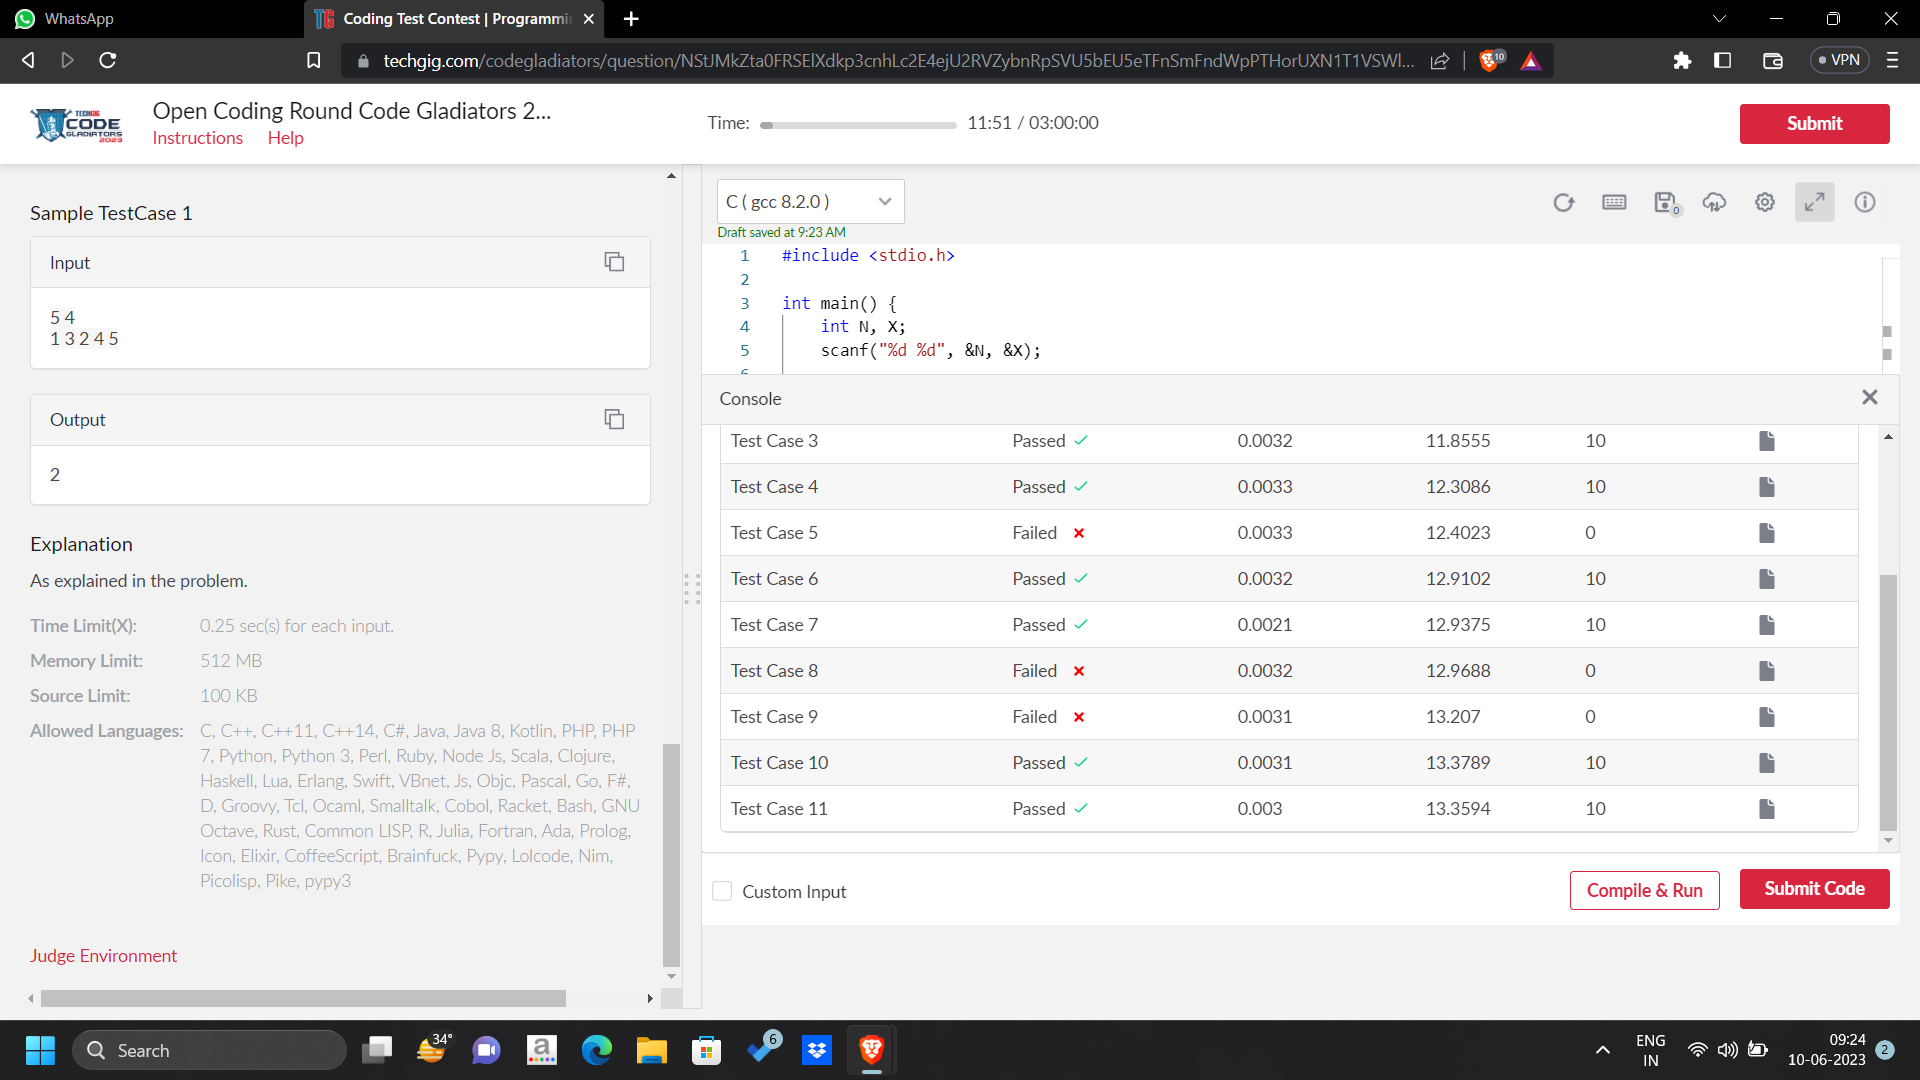 WhatsApp
Coding Test Contest | Programmi
techgig.com/codegladiators/question/
VPN
TECHGIG
CODE
GLADIATORS
2023
Open Coding Round Code Gladiators 2...
Instructions Help
Time: 11:51 / 03:00:00
Submit
Sample TestCase 1
Input
5 4
1 3 2 4 5
Output
2
Explanation
As explained in the problem.
Time Limit(X): 0.25 sec(s) for each input.
Memory Limit: 512 MB
Source Limit: 100 KB
Allowed Languages: C, C++, C++11, C++14, C#, Java, Java 8, Kotlin, PHP, PHP
7, Python, Python 3, Perl, Ruby, Node Js, Scala, Clojure,
Haskell, Lua, Erlang, Swift, VBnet, Js, Objc, Pascal, Go, F#,
D, Groovy, Tcl, Ocaml, Smalltalk, Cobol, Racket, Bash, GNU
Octave, Rust, Common LISP, R, Julia, Fortran, Ada, Prolog,
Icon, Elixir, CoffeeScript, Brainfuck, Pypy, Lolcode, Nim,
Picolisp, Pike, pypy3
Judge Environment
C ( gcc 8.2.0 )
Draft saved at 9:23 AM
0
1 #include <stdio.h>
2
3 int main() {
4 int N, X;
5 scanf("%d %d", &N, &X);
6
Console
Test Case 3 Passed 0.0032 11.8555 10
Test Case 4 Passed 0.0033 12.3086 10
Test Case 5 Failed 0.0033 12.4023 0
Test Case 6 Passed 0.0032 12.9102 10
Test Case 7 Passed 0.0021 12.9375 10
Test Case 8 Failed 0.0032 12.9688 0
Test Case 9 Failed 0.0031 13.207 0
Test Case 10 Passed 0.0031 13.3789 10
Test Case 11 Passed 0.003 13.3594 10
Custom Input
Compile & Run
Submit Code
Search
34°
a
6
ENG
IN
09:24
10-06-2023
2